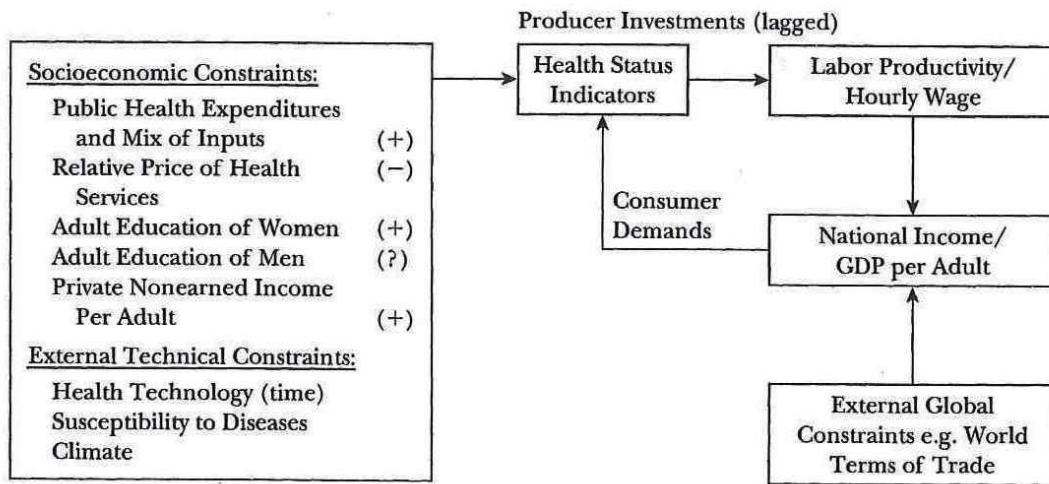 Socioeconomic Constraints:
Public Health Expenditures
and Mix of Inputs (+)
Relative Price of Health (−)
Services
Adult Education of Women (+)
Adult Education of Men (?)
Private Nonearned Income
Per Adult (+)
External Technical Constraints:
Health Technology (time)
Susceptibility to Diseases
Climate
Producer Investments (lagged)
Health Status
Indicators
Labor Productivity/
Hourly Wage
Consumer
Demands
National Income/
GDP per Adult
External Global
Constraints e.g. World
Terms of Trade